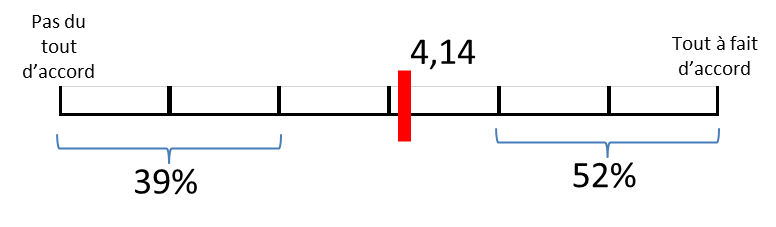 Pas du
tout
d'accord
4,14
Tout à fait
d'accord
39%
52%